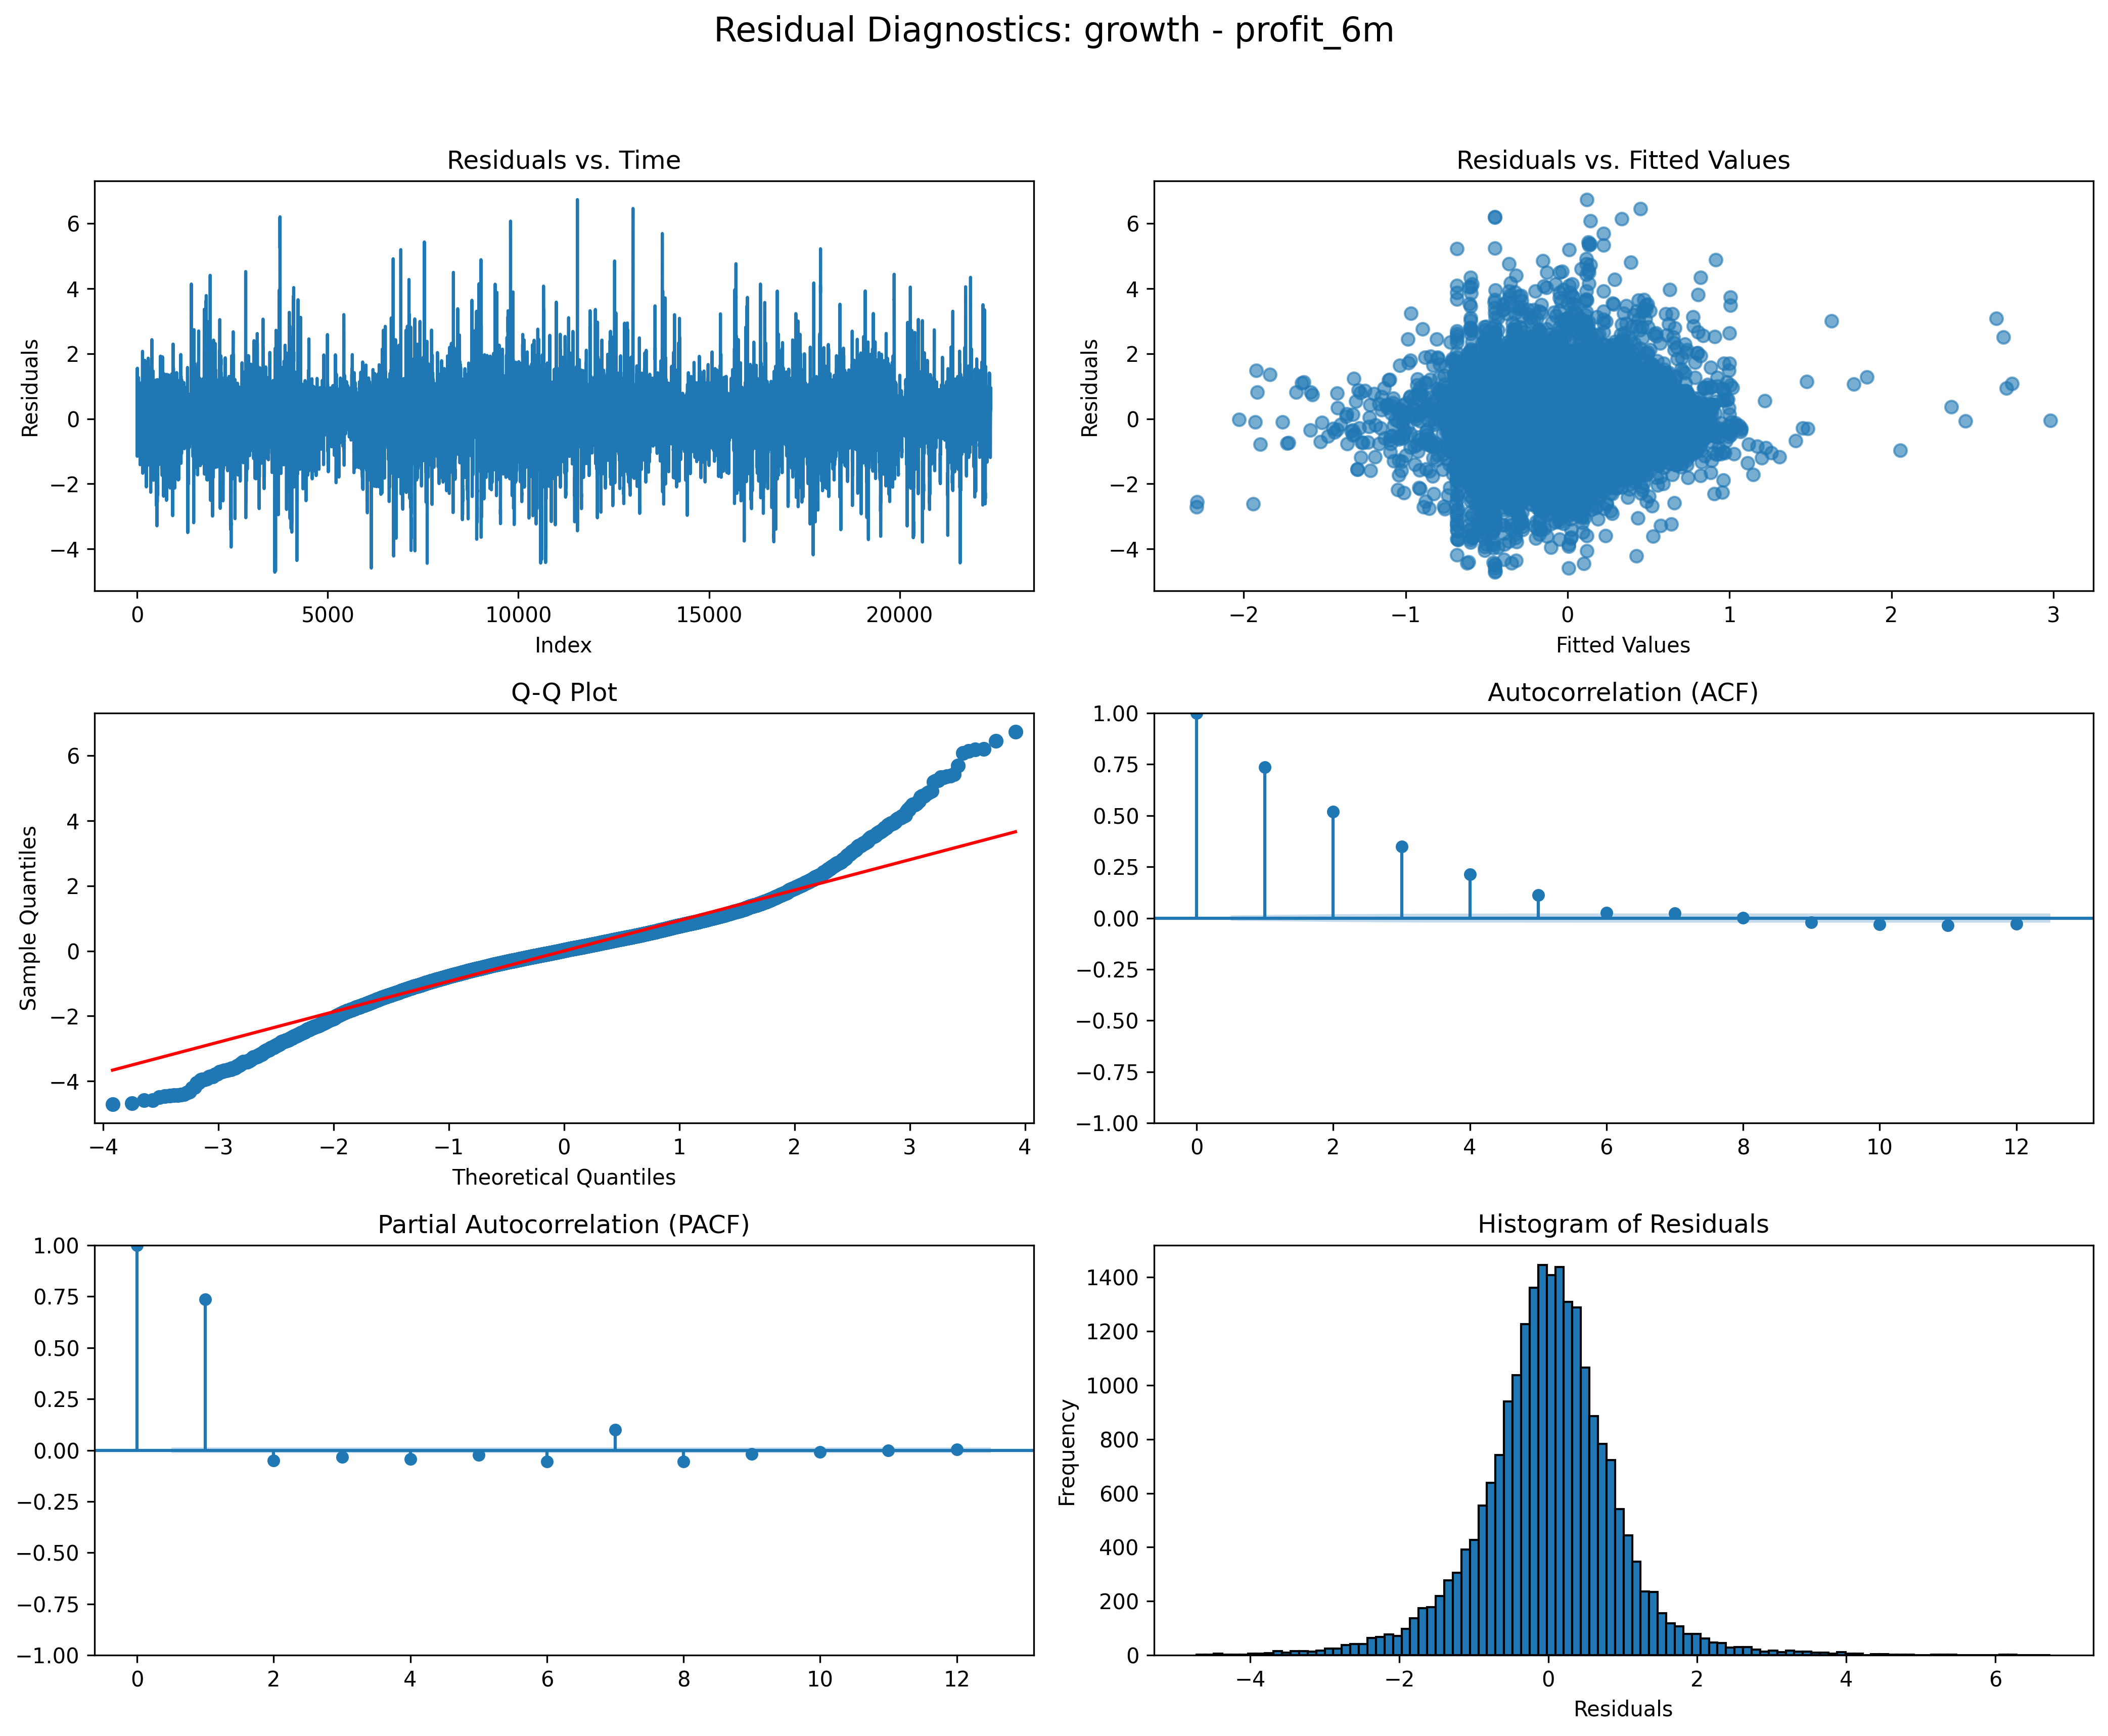 Residual Diagnostics: growth - profit_6m
Residuals vs. Time
Residuals
6
4
2
0
−2
−4
0 5000 10000 15000 20000
Index
Residuals vs. Fitted Values
Residuals
6
4
2
0
−2
−4
−2 −1 0 1 2 3
Fitted Values
Q-Q Plot
Sample Quantiles
6
4
2
0
−2
−4
−4 −3 −2 −1 0 1 2 3 4
Theoretical Quantiles
Autocorrelation (ACF)
1.00
0.75
0.50
0.25
0.00
−0.25
−0.50
−0.75
−1.00
0 2 4 6 8 10 12
Partial Autocorrelation (PACF)
1.00
0.75
0.50
0.25
0.00
−0.25
−0.50
−0.75
−1.00
0 2 4 6 8 10 12
Histogram of Residuals
Frequency
1400
1200
1000
800
600
400
200
0
−4 −2 0 2 4 6
Residuals